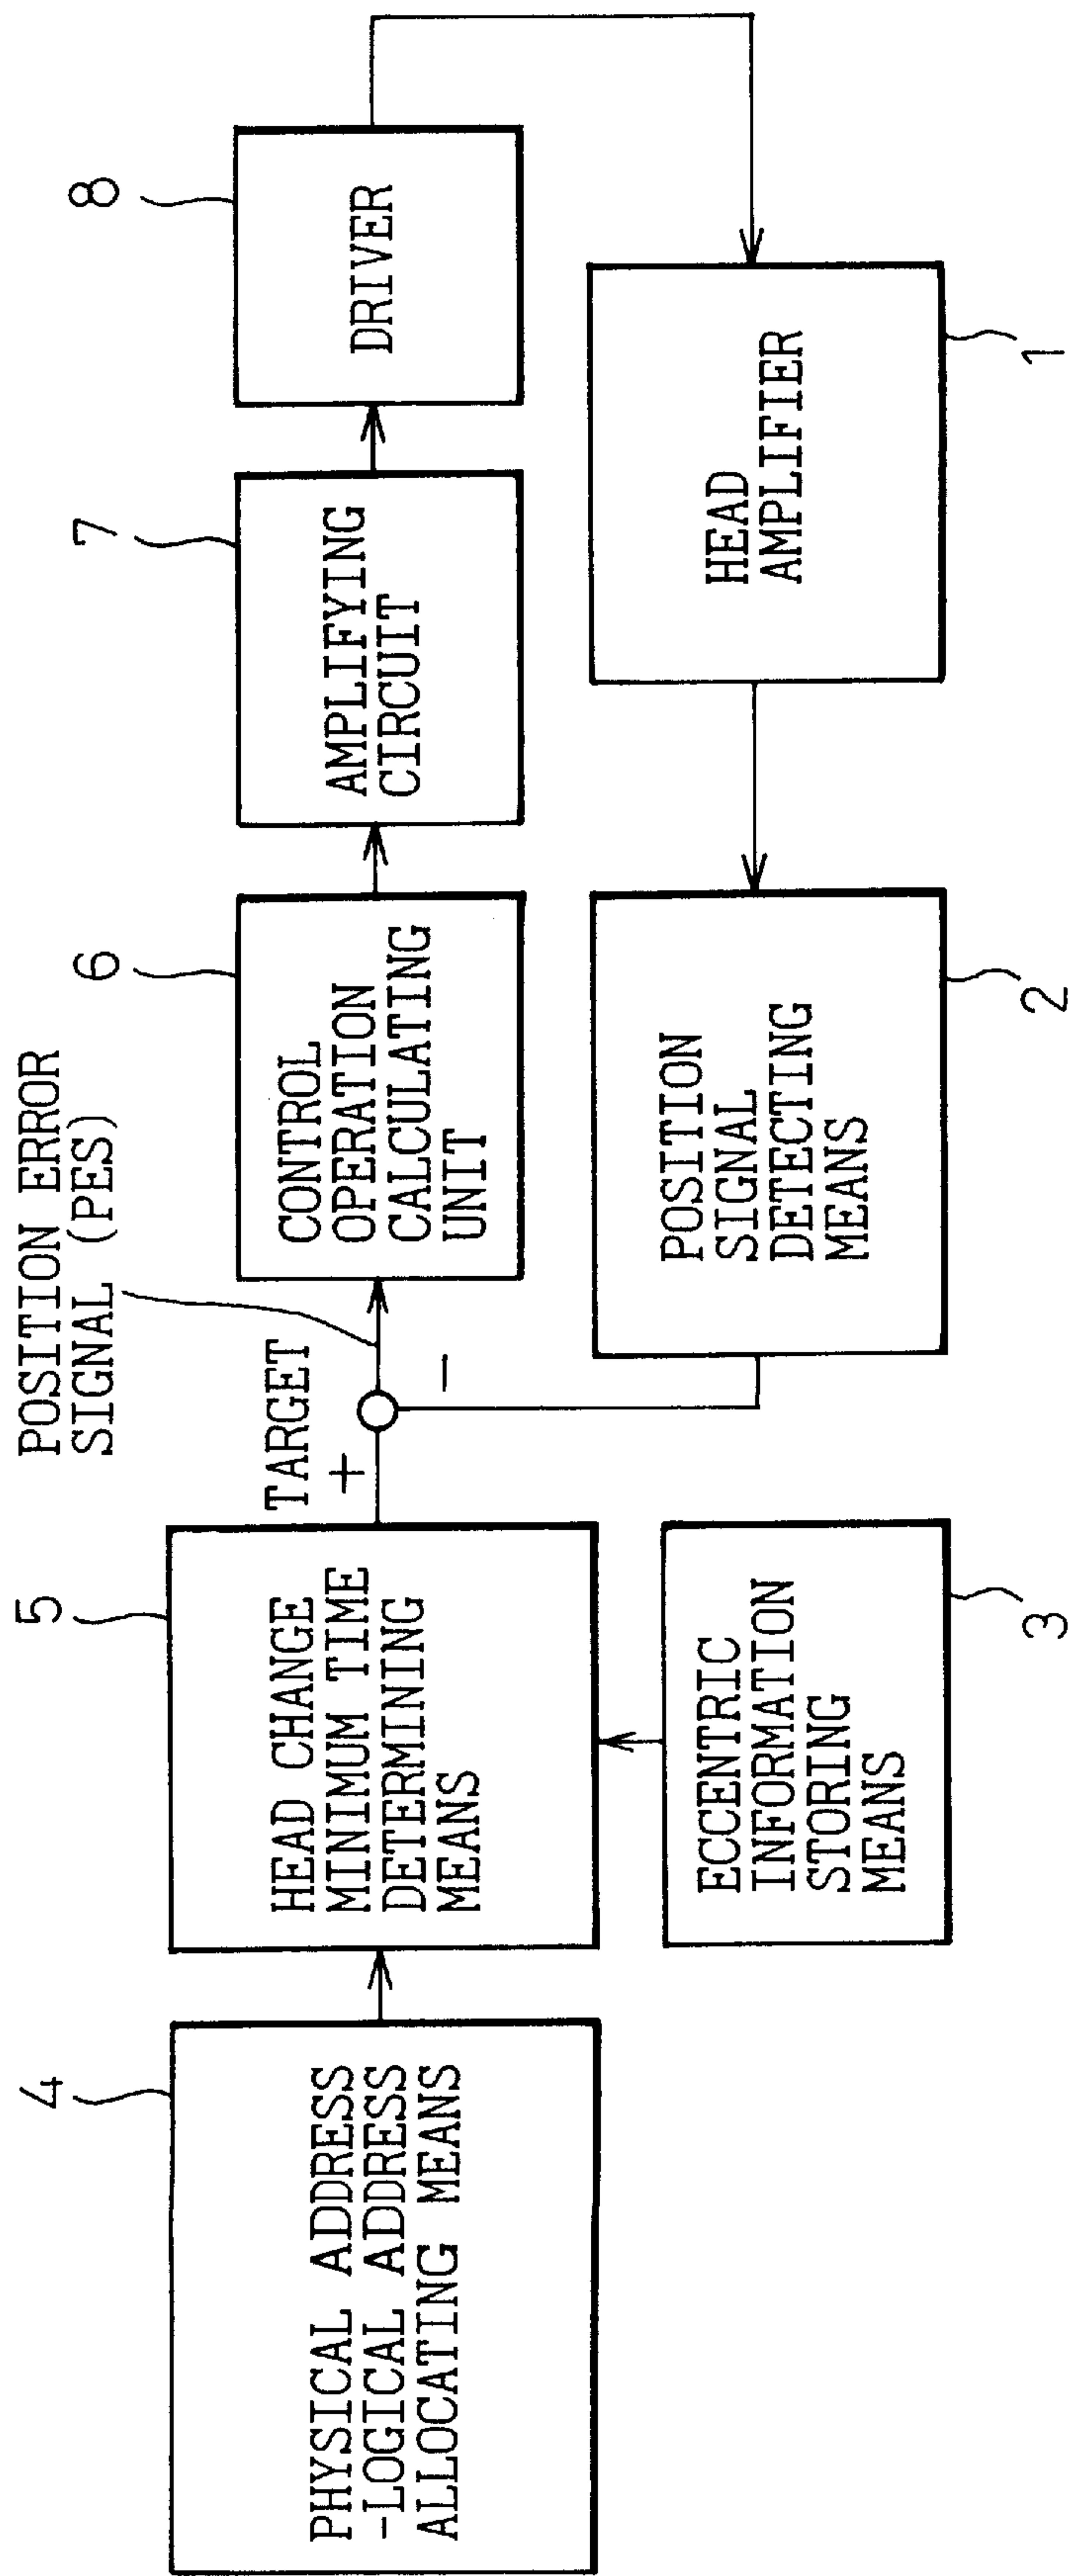 4
PHYSICAL ADDRESS
-LOGICAL ADDRESS
ALLOCATING MEANS
5
HEAD CHANGE
MINIMUM TIME
DETERMINING
MEANS
ECCENTRIC
INFORMATION
STORING
MEANS
3
TARGET
+
-
POSITION ERROR
SIGNAL (PES)
6
CONTROL
OPERATION
CALCULATING
UNIT
7
AMPLIFYING
CIRCUIT
8
DRIVER
POSITION
SIGNAL
DETECTING
MEANS
2
HEAD
AMPLIFIER
1